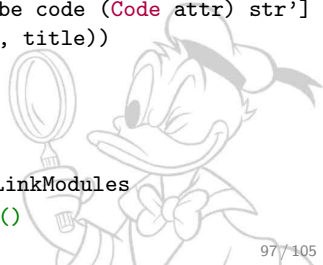 be code (Code attr) str']
, title))
LinkModules
()
97 / 105